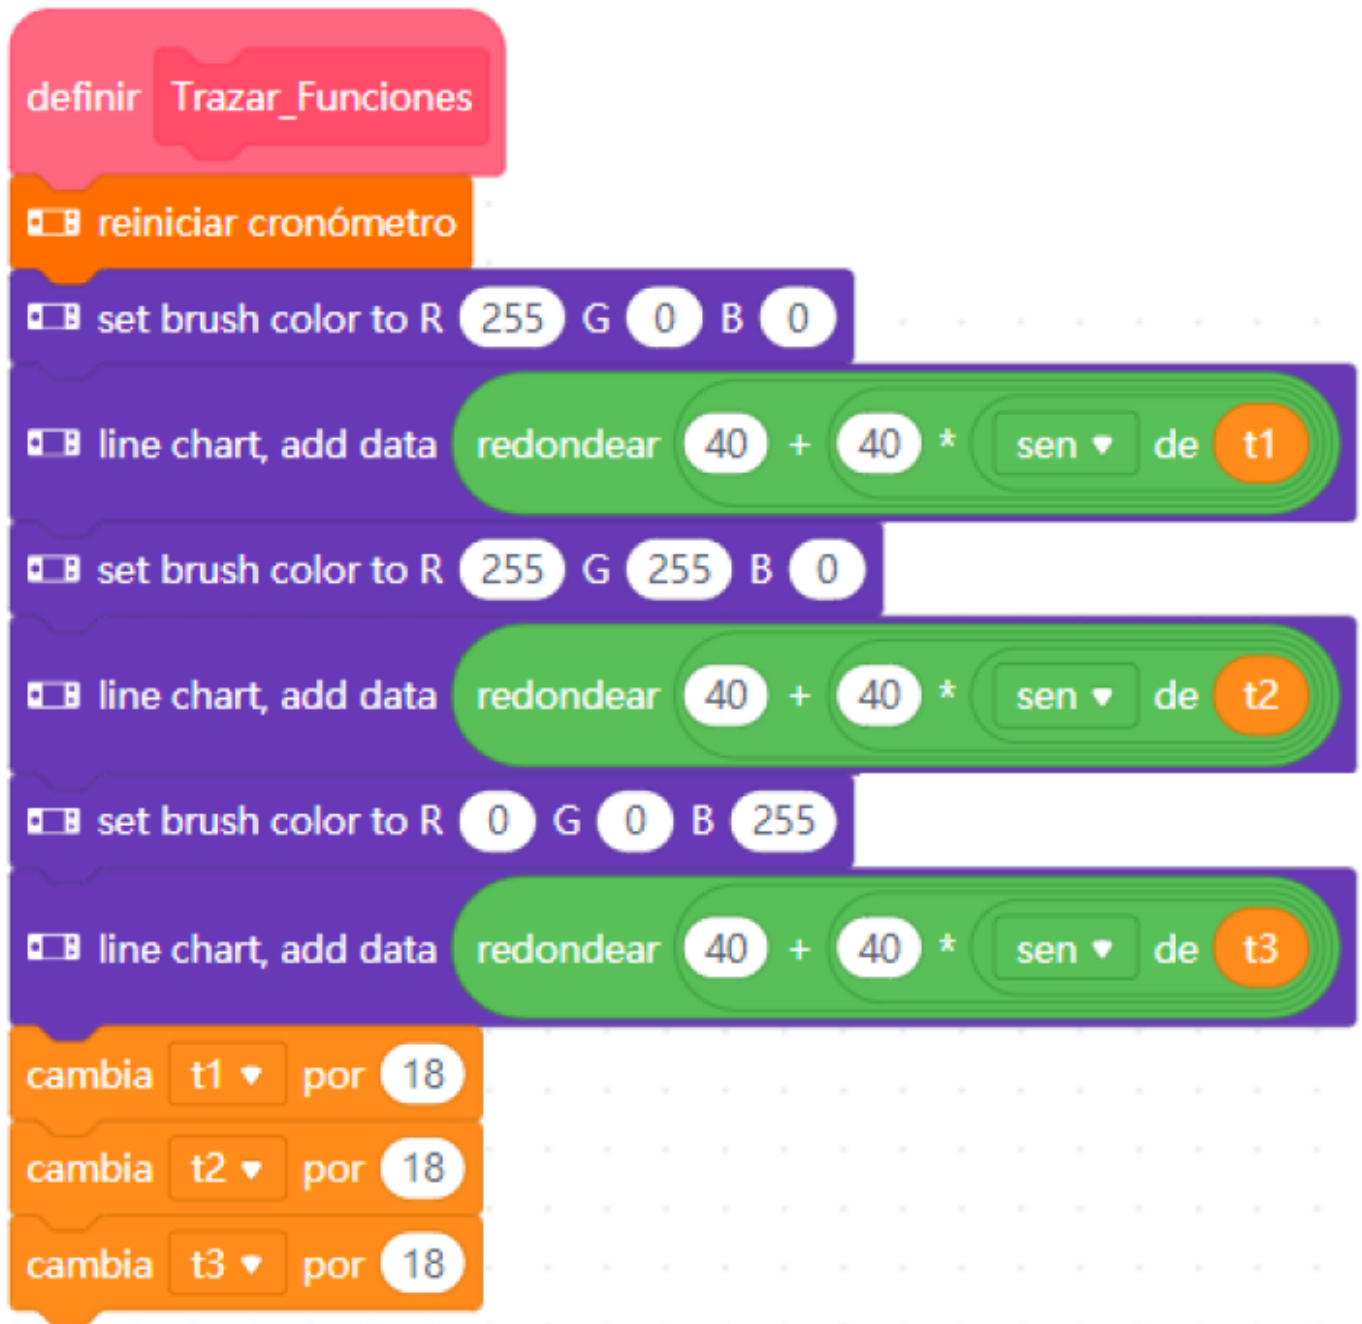 definir Trazar_Funciones
reiniciar cronómetro
set brush color to R 255 G 0 B 0
line chart, add data redondear 40 + 40 * sen de t1
set brush color to R 255 G 255 B 0
line chart, add data redondear 40 + 40 * sen de t2
set brush color to R 0 G 0 B 255
line chart, add data redondear 40 + 40 * sen de t3
cambia t1 por 18
cambia t2 por 18
cambia t3 por 18